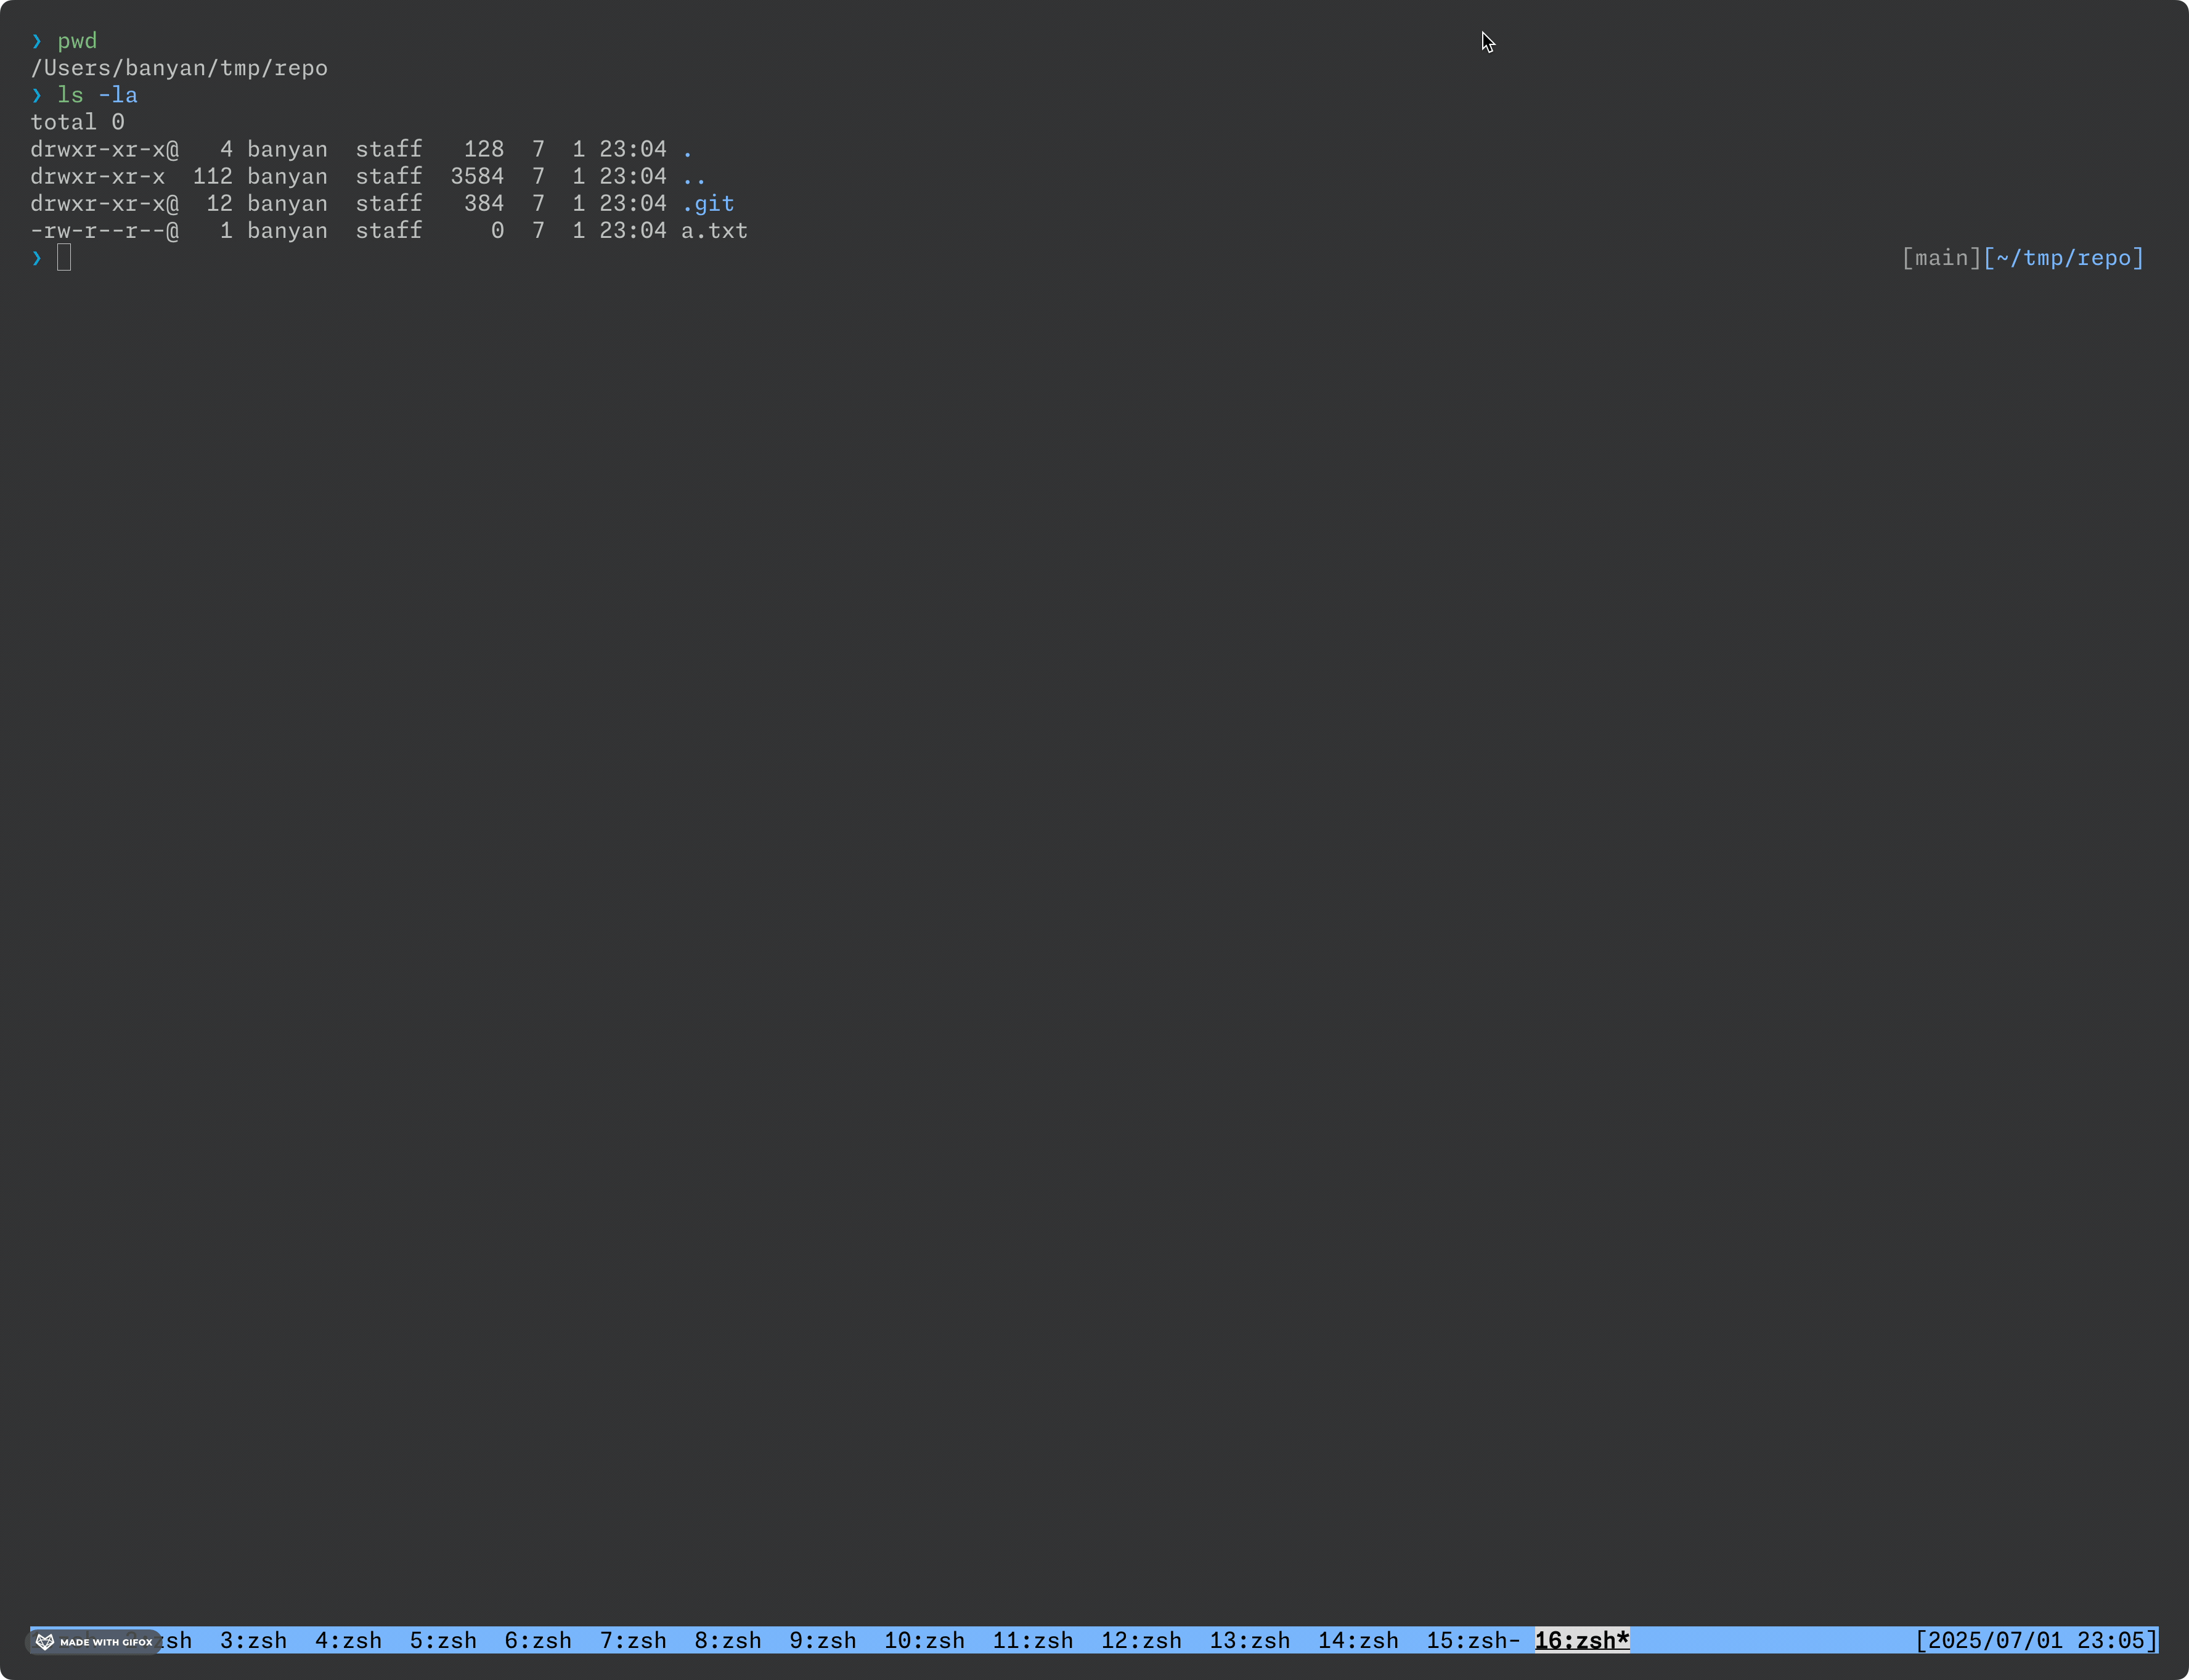 ❯ pwd
/Users/banyan/tmp/repo
❯ ls -la
total 0
drwxr-xr-x@   4 banyan  staff   128  7  1 23:04 .
drwxr-xr-x  112 banyan  staff  3584  7  1 23:04 ..
drwxr-xr-x@  12 banyan  staff   384  7  1 23:04 .git
-rw-r--r--@   1 banyan  staff     0  7  1 23:04 a.txt
❯ [main][~/tmp/repo]
MADE WITH GIFOX zsh  3:zsh  4:zsh  5:zsh  6:zsh  7:zsh  8:zsh  9:zsh  10:zsh  11:zsh  12:zsh  13:zsh  14:zsh  15:zsh- 16:zsh* [2025/07/01 23:05]